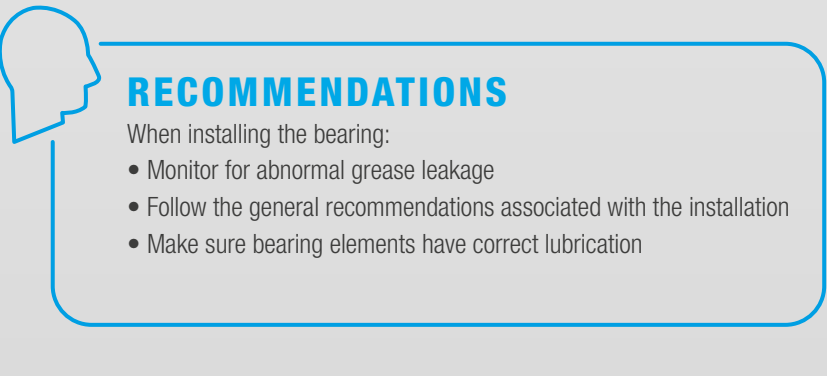 RECOMMENDATIONS
When installing the bearing:
• Monitor for abnormal grease leakage
• Follow the general recommendations associated with the installation
• Make sure bearing elements have correct lubrication